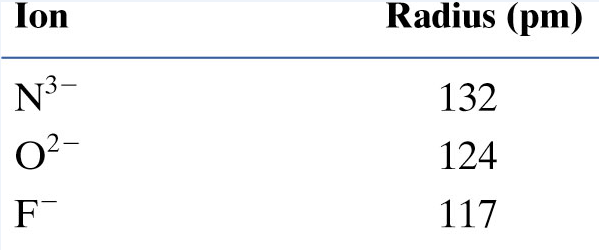 Ion Radius (pm)
N³⁻ 132
O²⁻ 124
F⁻ 117